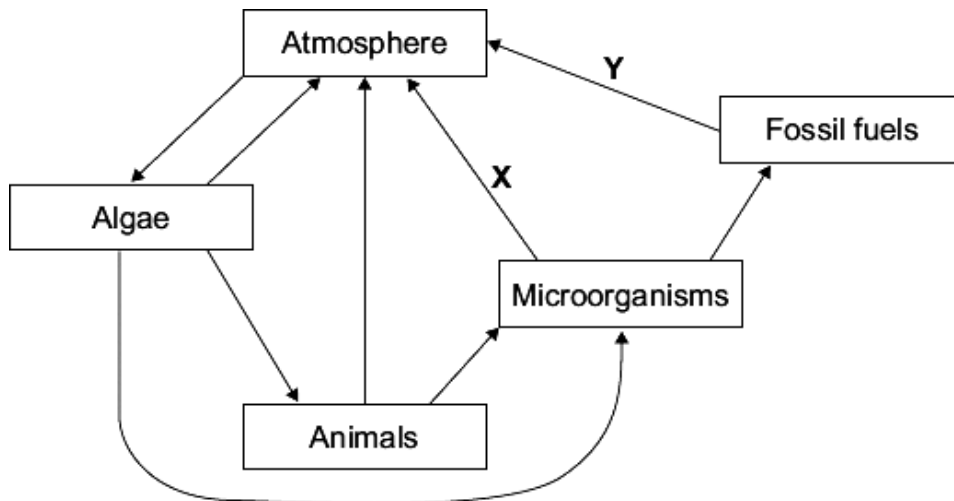 Atmosphere
Y
Fossil fuels
X
Algae
Microorganisms
Animals